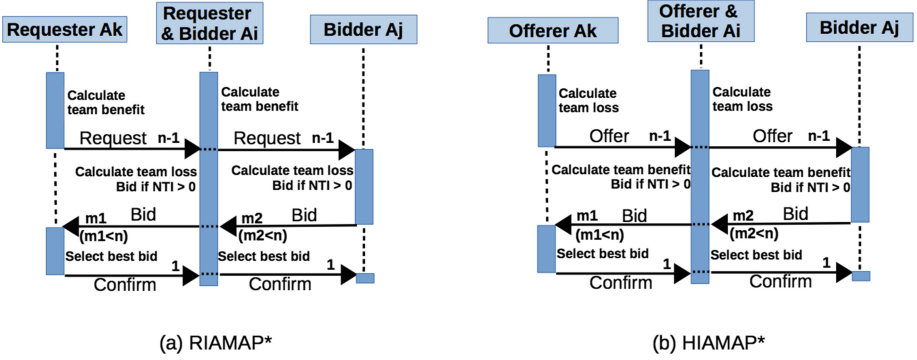 Requester Ak
Requester
& Bidder Ai
Bidder Aj
Calculate
team benefit
Calculate
team benefit
Request n-1
Request n-1
Calculate team loss
Bid if NTI > 0
Calculate team loss
Bid if NTI > 0
m1 Bid
(m1<n)
m2 Bid
(m2<n)
Select best bid
Select best bid
1
Confirm
1
Confirm
(a) RIAMAP*
Offerer Ak
Offerer &
Bidder Ai
Bidder Aj
Calculate
team loss
Calculate
team loss
Offer n-1
Offer n-1
Calculate team benefit
Bid if NTI > 0
Calculate team benefit
Bid if NTI > 0
m1 Bid
(m1<n)
m2 Bid
(m2<n)
Select best bid
Select best bid
1
Confirm
1
Confirm
(b) HIAMAP*